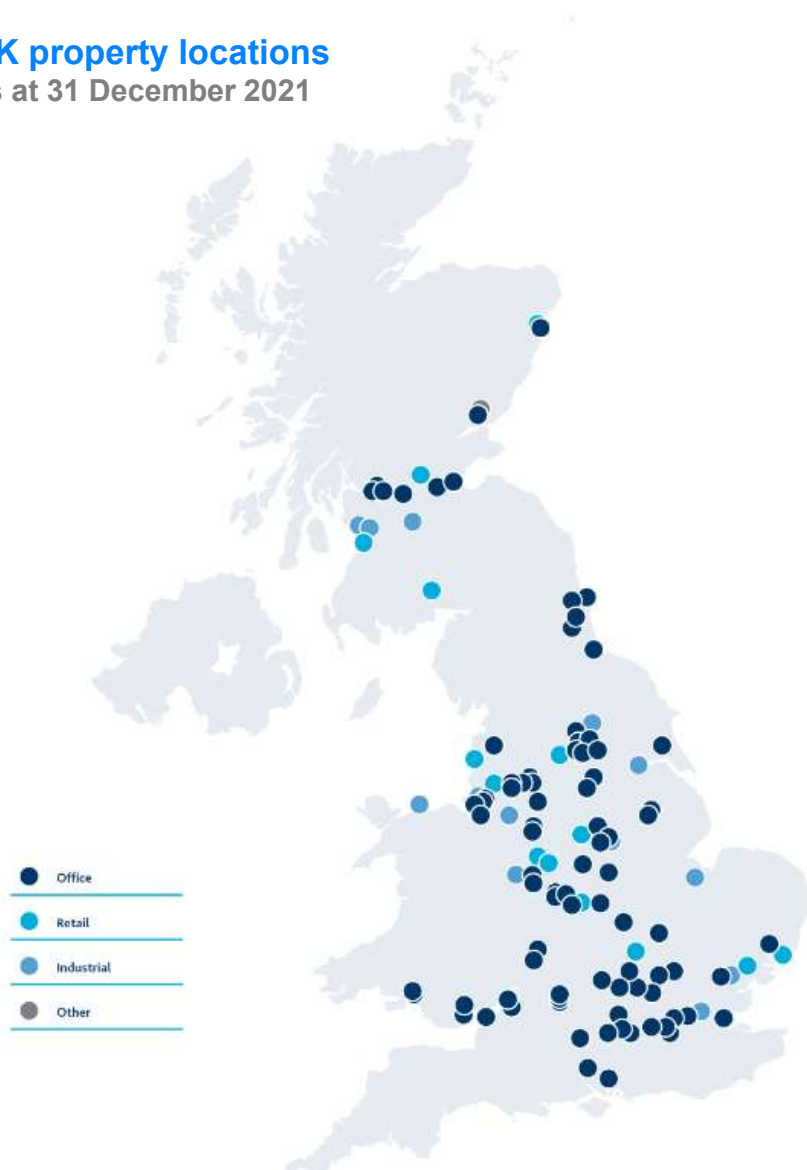 K property locations
s at 31 December 2021
Office
Retail
Industrial
Other